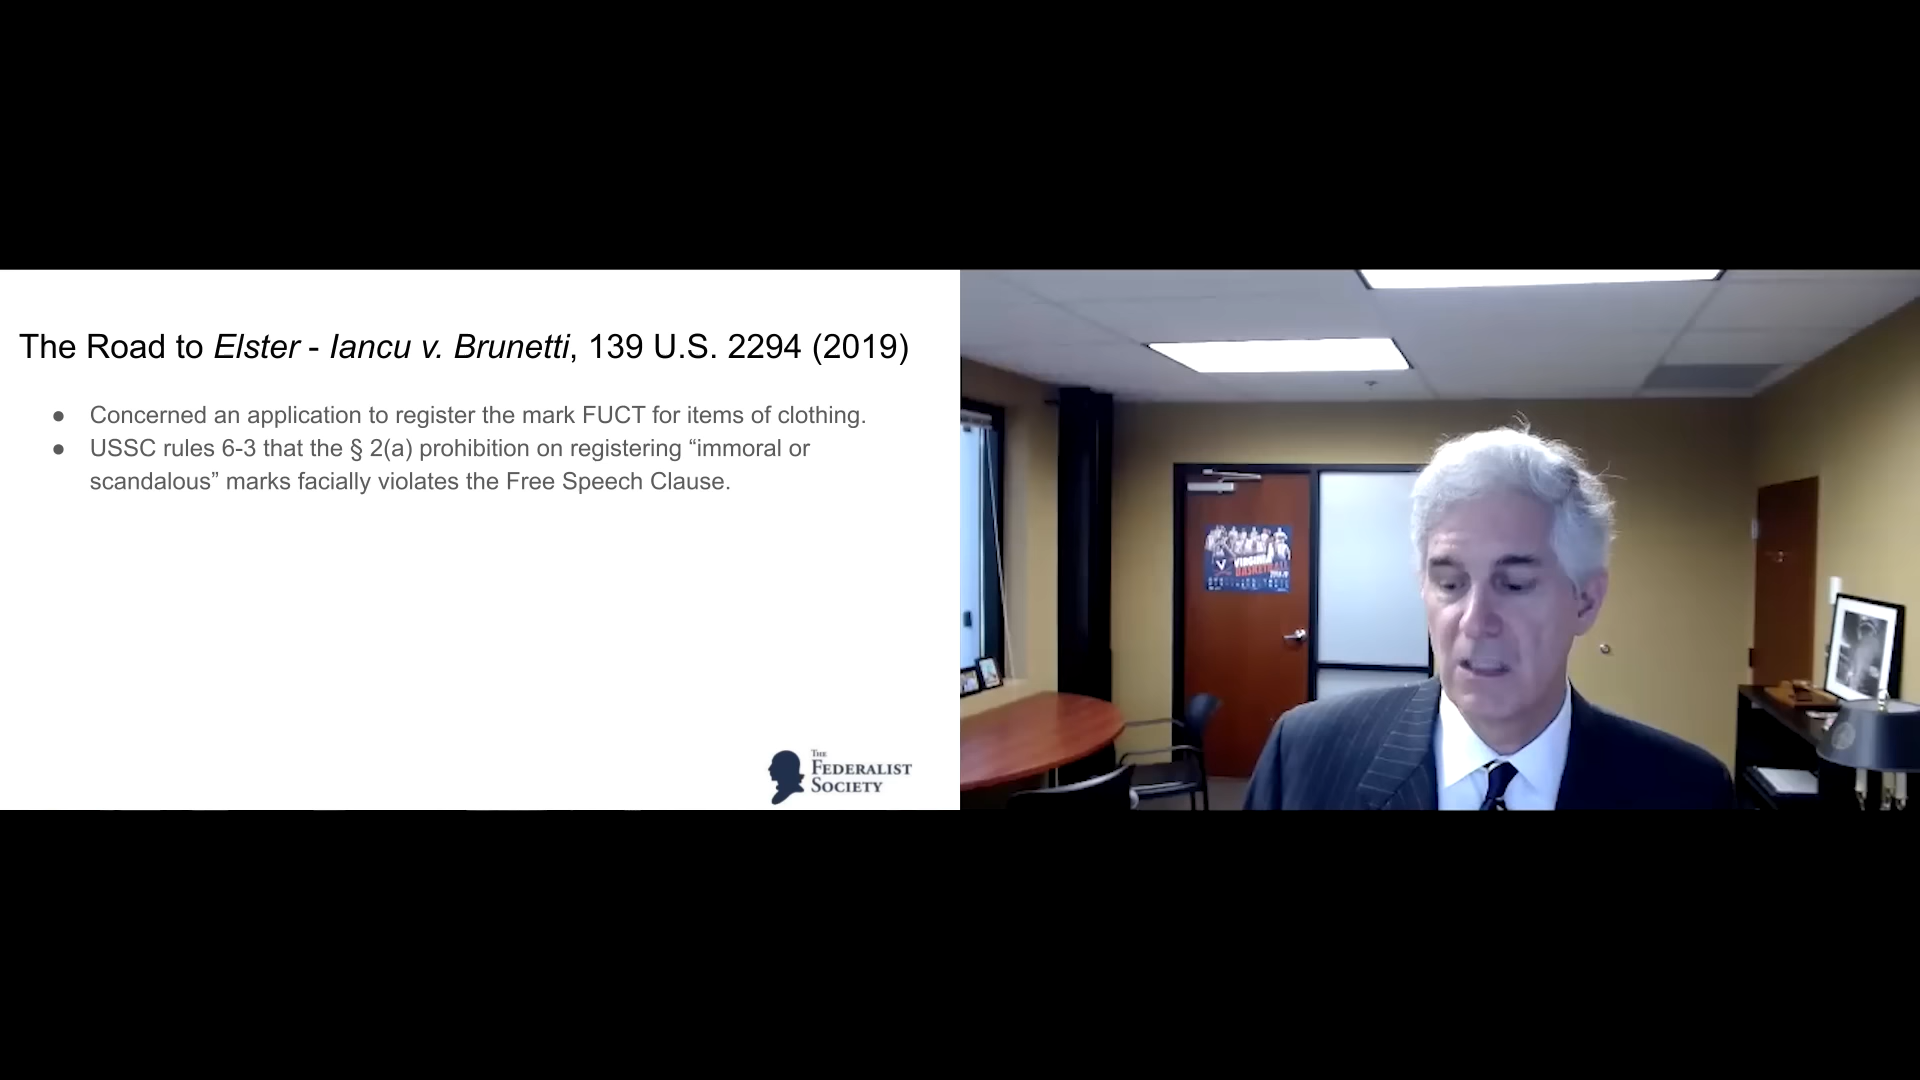 The Road to Elster - Iancu v. Brunetti, 139 U.S. 2294 (2019)
● Concerned an application to register the mark FUCT for items of clothing.
● USSC rules 6-3 that the § 2(a) prohibition on registering “immoral or
scandalous” marks facially violates the Free Speech Clause.
THE
FEDERALIST
SOCIETY
VIRGINIA
BASKETBALL